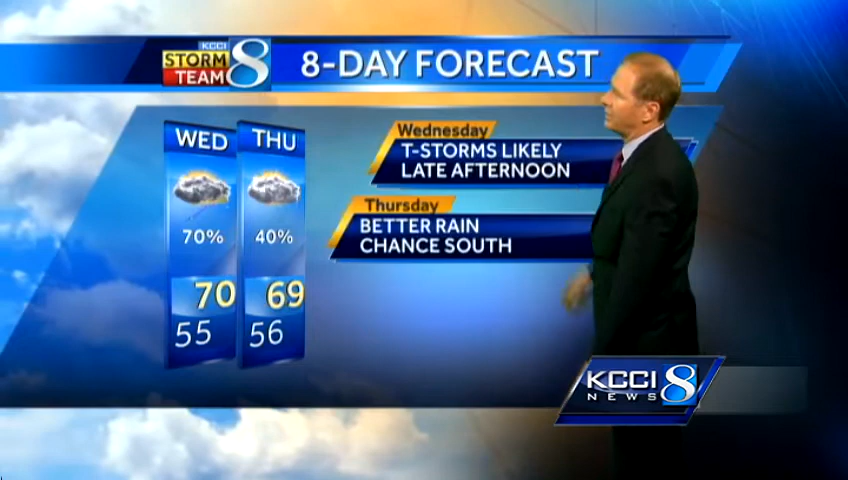 KCCI
STORM
TEAM
8
8-DAY FORECAST
WED
70%
70
55
THU
40%
69
56
Wednesday
T-STORMS LIKELY
LATE AFTERNOON
Thursday
BETTER RAIN
CHANCE SOUTH
KCCI 8
NEWS